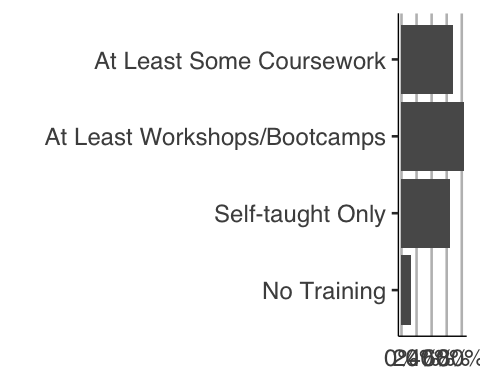 At Least Some Coursework
At Least Workshops/Bootcamps
Self-taught Only
No Training